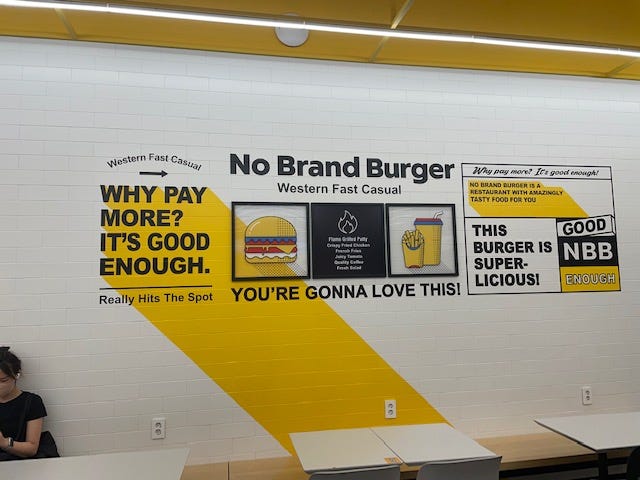 Western Fast Casual
WHY PAY
MORE?
IT'S GOOD
ENOUGH.
Really Hits The Spot
No Brand Burger
Western Fast Casual
Flame Grilled Patty
Crispy Fried Chicken
French Fries
Juicy Tomato
Quality Coffee
Fresh Salad
YOU'RE GONNA LOVE THIS!
Why pay more? It's good enough!
NO BRAND BURGER IS A
RESTAURANT WITH AMAZINGLY
TASTY FOOD FOR YOU
THIS
BURGER IS
SUPER-
LICIOUS!
GOOD
NBB
ENOUGH